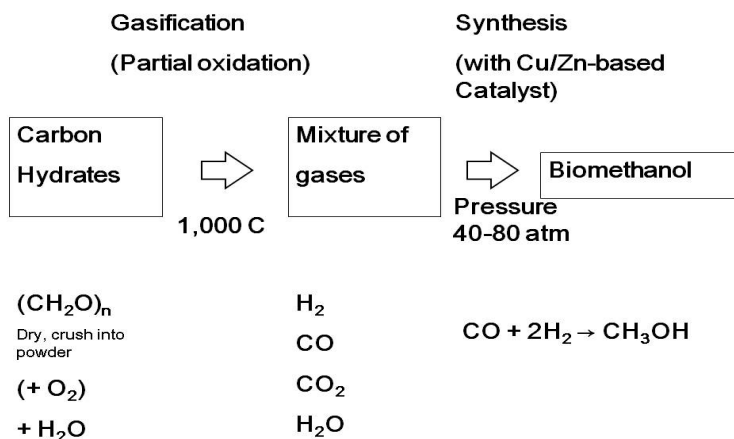 Gasification
(Partial oxidation)
Synthesis
(with Cu/Zn-based
Catalyst)
Carbon
Hydrates
1,000 C
Mixture of
gases
Pressure
40-80 atm
Biomethanol
(CH₂O)ₙ
Dry, crush into
powder
(+ O₂)
+ H₂O
H₂
CO
CO₂
H₂O
CO + 2H₂ → CH₃OH